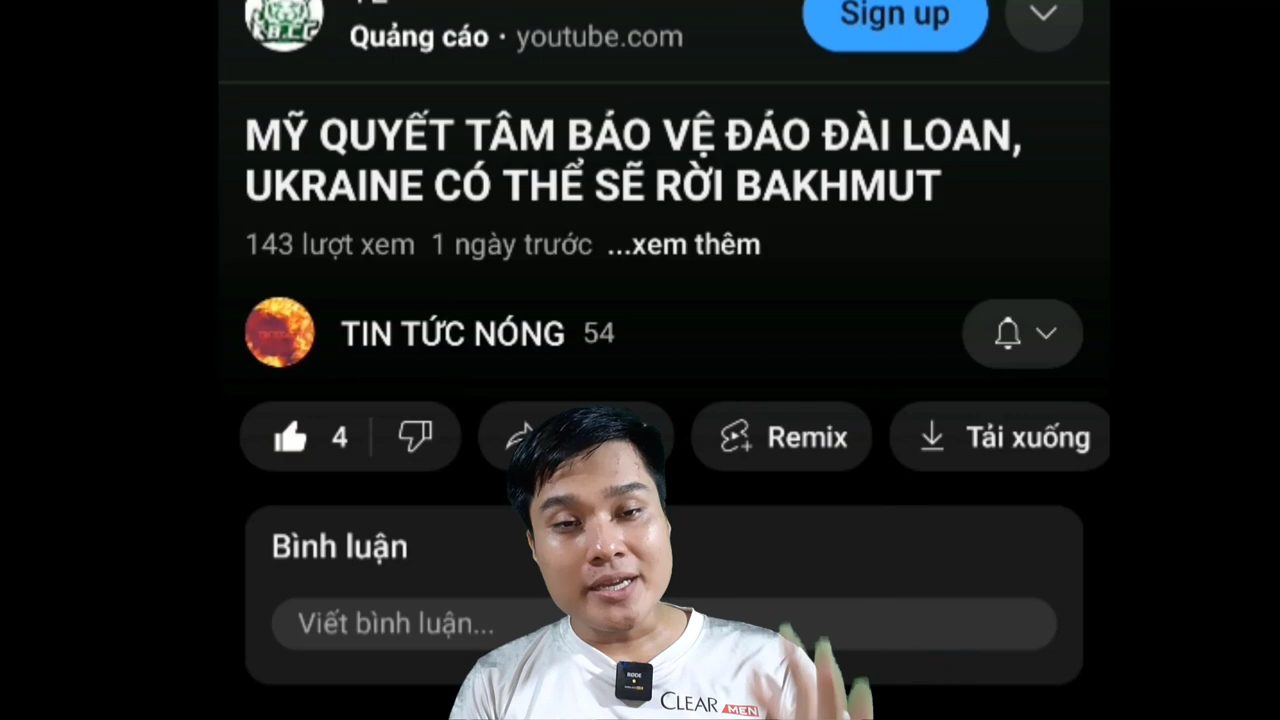 Quảng cáo · youtube.com
Sign up
MỸ QUYẾT TÂM BẢO VỆ ĐẢO ĐÀI LOAN,
UKRAINE CÓ THỂ SẼ RỜI BAKHMUT
143 lượt xem 1 ngày trước ...xem thêm
TIN TỨC NÓNG 54
4
Remix
Tải xuống
Bình luận
Viết bình luận...
RODE
CLEAR MEN